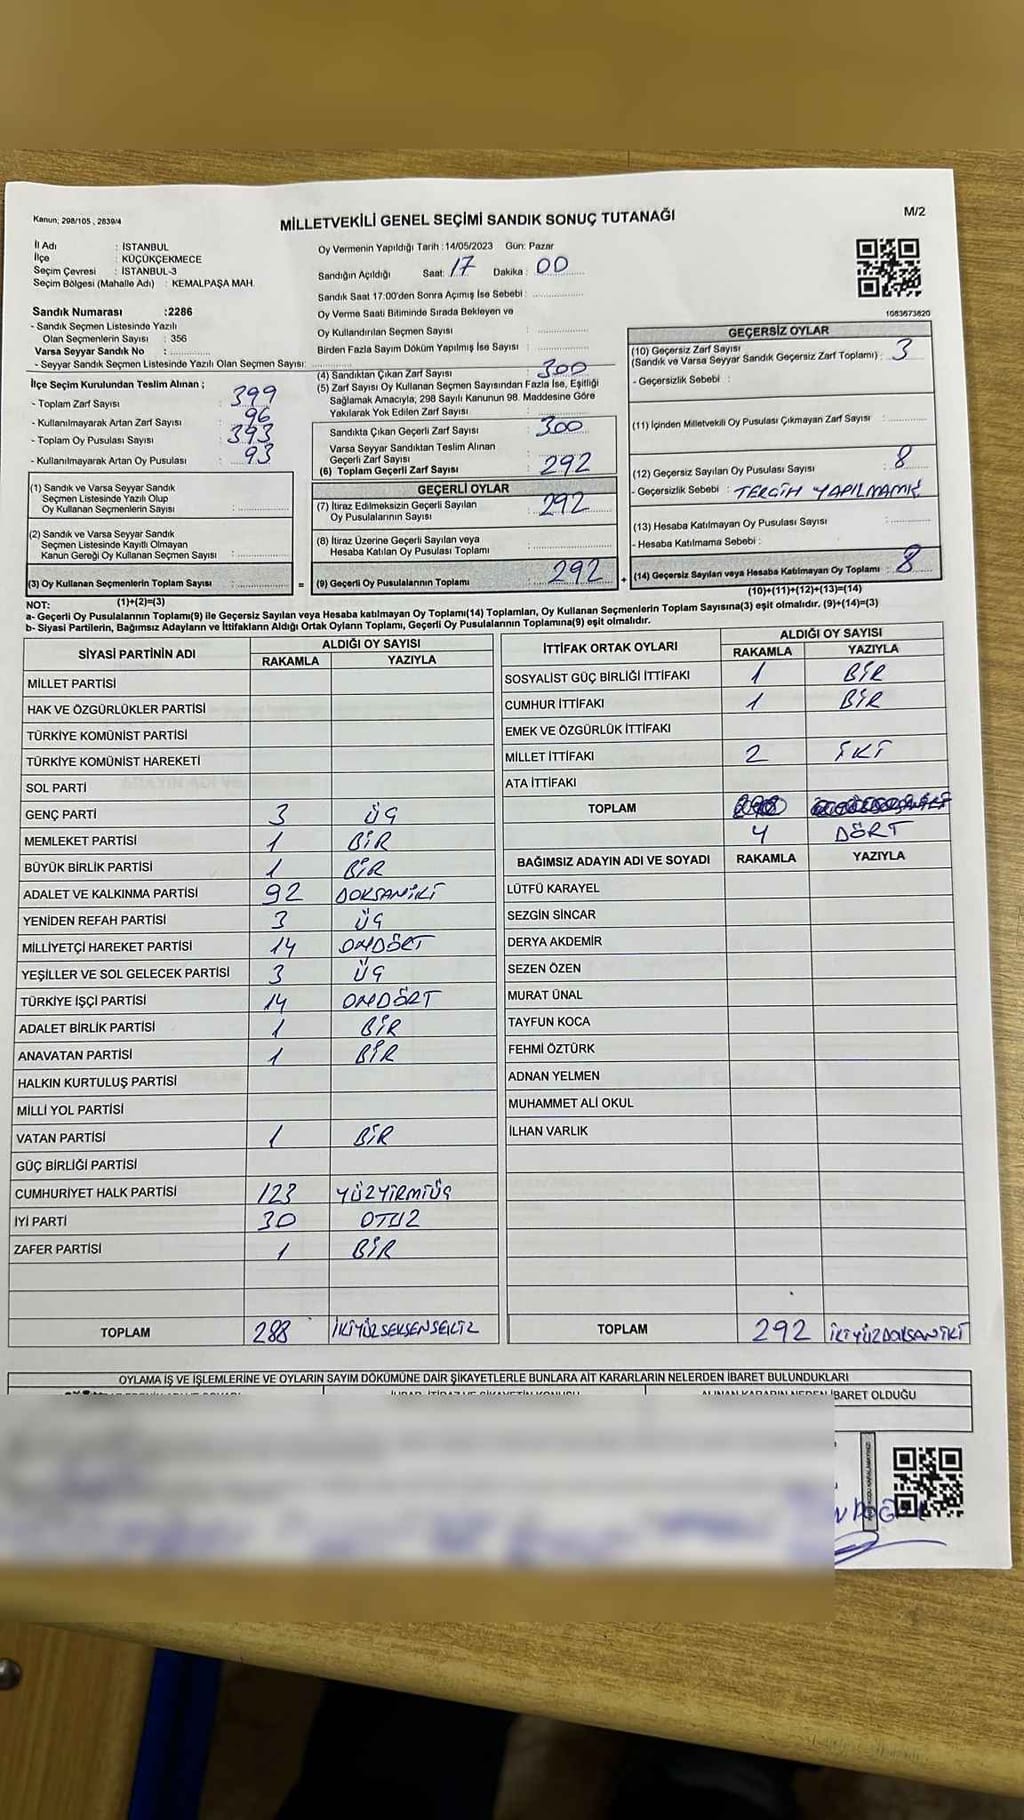 Kanun; 298/105 , 2839/4
MİLLETVEKİLİ GENEL SEÇİMİ SANDIK SONUÇ TUTANAĞI
M/2
İl Adı : İSTANBUL
İlçe : KÜÇÜKÇEKMECE
Seçim Çevresi : İSTANBUL-3
Seçim Bölgesi (Mahalle Adı) : KEMALPAŞA MAH.
Oy Vermenin Yapıldığı Tarih :14/05/2023 Gün: Pazar
Sandığın Açıldığı Saat: 17 Dakika : 00
Sandık Saat 17:00'den Sonra Açımış İse Sebebi :
Oy Verme Saati Bitiminde Sırada Bekleyen ve
Oy Kullandırılan Seçmen Sayısı :
Birden Fazla Sayım Döküm Yapılmış İse Sayısı :
1083673820
Sandık Numarası :2286
- Sandık Seçmen Listesinde Yazılı
Olan Seçmenlerin Sayısı : 356
Varsa Seyyar Sandık No :
- Seyyar Sandık Seçmen Listesinde Yazılı Olan Seçmen Sayısı:
İlçe Seçim Kurulundan Teslim Alınan ;
- Toplam Zarf Sayısı : 399
- Kullanılmayarak Artan Zarf Sayısı : 96
- Toplam Oy Pusulası Sayısı : 393
- Kullanılmayarak Artan Oy Pusulası : 93
(4) Sandıktan Çıkan Zarf Sayısı : 300
(5) Zarf Sayısı Oy Kullanan Seçmen Sayısından Fazla İse, Eşitliği
Sağlamak Amacıyla; 298 Sayılı Kanunun 98. Maddesine Göre
Yakılarak Yok Edilen Zarf Sayısı :
Sandıkta Çıkan Geçerli Zarf Sayısı : 300
Varsa Seyyar Sandıktan Teslim Alınan
Geçerli Zarf Sayısı :
(6) Toplam Geçerli Zarf Sayısı : 292
GEÇERSİZ OYLAR
(10) Geçersiz Zarf Sayısı
(Sandık ve Varsa Seyyar Sandık Geçersiz Zarf Toplamı) : 3
- Geçersizlik Sebebi :
(11) İçinden Milletvekili Oy Pusulası Çıkmayan Zarf Sayısı :
(12) Geçersiz Sayılan Oy Pusulası Sayısı : 8
- Geçersizlik Sebebi : TERCİH YAPILMAMIŞ
(13) Hesaba Katılmayan Oy Pusulası Sayısı :
- Hesaba Katılmama Sebebi :
(14) Geçersiz Sayılan veya Hesaba Katılmayan Oy Toplamı : 8
(10)+(11)+(12)+(13)=(14)
(1) Sandık ve Varsa Seyyar Sandık
Seçmen Listesinde Yazılı Olup
Oy Kullanan Seçmenlerin Sayısı :
(2) Sandık ve Varsa Seyyar Sandık
Seçmen Listesinde Kayıtlı Olmayan
Kanun Gereği Oy Kullanan Seçmen Sayısı :
(3) Oy Kullanan Seçmenlerin Toplam Sayısı :
(1)+(2)=(3)
GEÇERLİ OYLAR
(7) İtiraz Edilmeksizin Geçerli Sayılan
Oy Pusulalarının Sayısı : 292
(8) İtiraz Üzerine Geçerli Sayılan veya
Hesaba Katılan Oy Pusulası Toplamı :
= (9) Geçerli Oy Pusulalarının Toplamı : 292 +
NOT:
a- Geçerli Oy Pusulalarının Toplamı(9) ile Geçersiz Sayılan veya Hesaba katılmayan Oy Toplamı(14) Toplamları, Oy Kullanan Seçmenlerin Toplam Sayısına(3) eşit olmalıdır. (9)+(14)=(3)
b- Siyasi Partilerin, Bağımsız Adayların ve İttifakların Aldığı Ortak Oyların Toplamı, Geçerli Oy Pusulalarının Toplamına(9) eşit olmalıdır.
SİYASİ PARTİNİN ADI ALDIĞI OY SAYISI
RAKAMLA YAZIYLA
MİLLET PARTİSİ
HAK VE ÖZGÜRLÜKLER PARTİSİ
TÜRKİYE KOMÜNİST PARTİSİ
TÜRKİYE KOMÜNİST HAREKETİ
SOL PARTİ
GENÇ PARTİ 3 ÜÇ
MEMLEKET PARTİSİ 1 BİR
BÜYÜK BİRLİK PARTİSİ 1 BİR
ADALET VE KALKINMA PARTİSİ 92 DOKSANİKİ
YENİDEN REFAH PARTİSİ 3 ÜÇ
MİLLİYETÇİ HAREKET PARTİSİ 14 ONDÖRT
YEŞİLLER VE SOL GELECEK PARTİSİ 3 ÜÇ
TÜRKİYE İŞÇİ PARTİSİ 14 ONDÖRT
ADALET BİRLİK PARTİSİ 1 BİR
ANAVATAN PARTİSİ 1 BİR
HALKIN KURTULUŞ PARTİSİ
MİLLİ YOL PARTİSİ
VATAN PARTİSİ 1 BİR
GÜÇ BİRLİĞİ PARTİSİ
CUMHURİYET HALK PARTİSİ 123 YÜZYİRMİÜÇ
İYİ PARTİ 30 OTUZ
ZAFER PARTİSİ 1 BİR
TOPLAM 288 İKİYÜZSEKSENSEKİZ
İTTİFAK ORTAK OYLARI ALDIĞI OY SAYISI
RAKAMLA YAZIYLA
SOSYALİST GÜÇ BİRLİĞİ İTTİFAKI 1 BİR
CUMHUR İTTİFAKI 1 BİR
EMEK VE ÖZGÜRLÜK İTTİFAKI
MİLLET İTTİFAKI 2 İKİ
ATA İTTİFAKI
TOPLAM
4 DÖRT
BAĞIMSIZ ADAYIN ADI VE SOYADI RAKAMLA YAZIYLA
LÜTFÜ KARAYEL
SEZGİN SİNCAR
DERYA AKDEMİR
SEZEN ÖZEN
MURAT ÜNAL
TAYFUN KOCA
FEHMİ ÖZTÜRK
ADNAN YELMEN
MUHAMMET ALİ OKUL
İLHAN VARLIK
TOPLAM 292 İKİYÜZDOKSANİKİ
OYLAMA İŞ VE İŞLEMLERİNE VE OYLARIN SAYIM DÖKÜMÜNE DAİR ŞİKAYETLERLE BUNLARA AİT KARARLARIN NELERDEN İBARET BULUNDUKLARI
ALINAN KARARIN NEDEN İBARET OLDUĞU